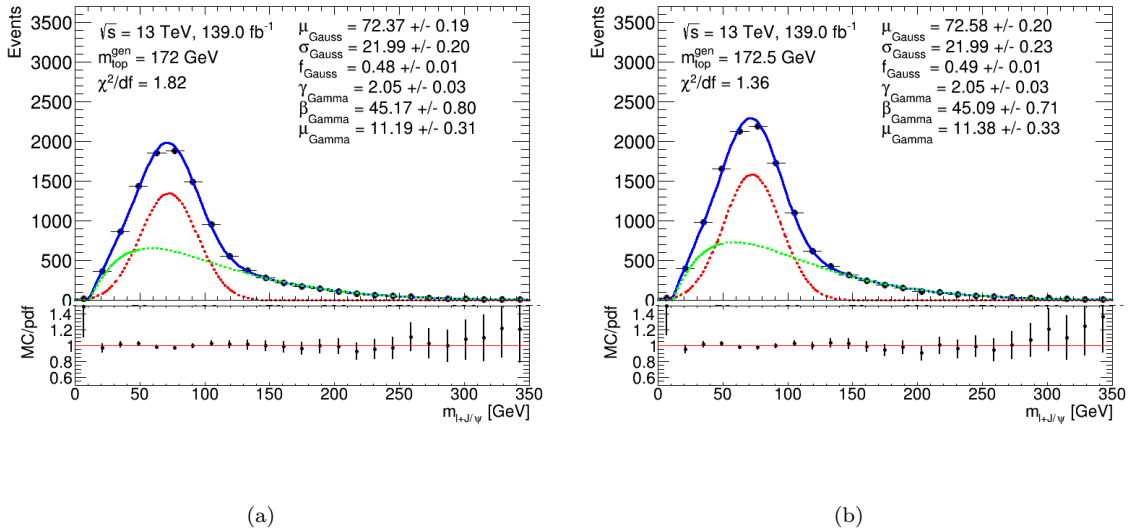 Events
3500
3000
2500
2000
1500
1000
500
0
√s = 13 TeV, 139.0 fb⁻¹
m_top^gen = 172 GeV
χ²/df = 1.82
μ_Gauss = 72.37 +/- 0.19
σ_Gauss = 21.99 +/- 0.20
f_Gauss = 0.48 +/- 0.01
γ_Gamma = 2.05 +/- 0.03
β_Gamma = 45.17 +/- 0.80
μ_Gamma = 11.19 +/- 0.31
MC/pdf
1.4
1.2
1
0.8
0.6
0 50 100 150 200 250 300 350
m_l+J/ψ [GeV]
(a)
Events
3500
3000
2500
2000
1500
1000
500
0
√s = 13 TeV, 139.0 fb⁻¹
m_top^gen = 172.5 GeV
χ²/df = 1.36
μ_Gauss = 72.58 +/- 0.20
σ_Gauss = 21.99 +/- 0.23
f_Gauss = 0.49 +/- 0.01
γ_Gamma = 2.05 +/- 0.03
β_Gamma = 45.09 +/- 0.71
μ_Gamma = 11.38 +/- 0.33
MC/pdf
1.4
1.2
1
0.8
0.6
0 50 100 150 200 250 300 350
m_l+J/ψ [GeV]
(b)